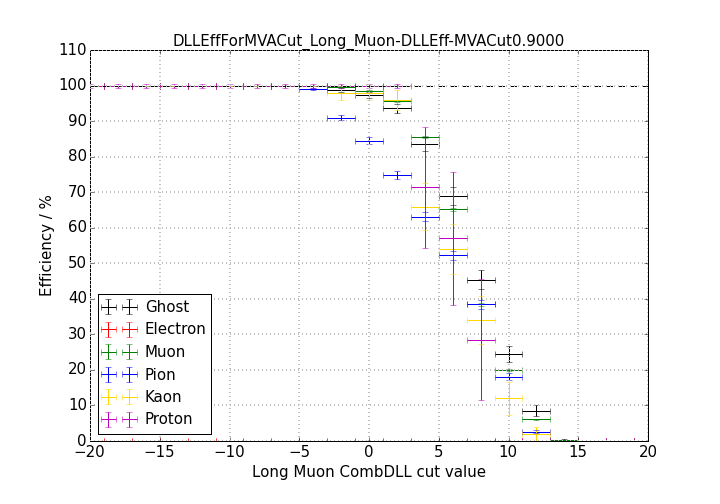 DLLEffForMVACut_Long_Muon-DLLEff-MVACut0.9000
110
100
90
80
70
60
50
40
30
20
10
0
Efficiency / %
Ghost
Electron
Muon
Pion
Kaon
Proton
−20 −15 −10 −5 0 5 10 15 20
Long Muon CombDLL cut value